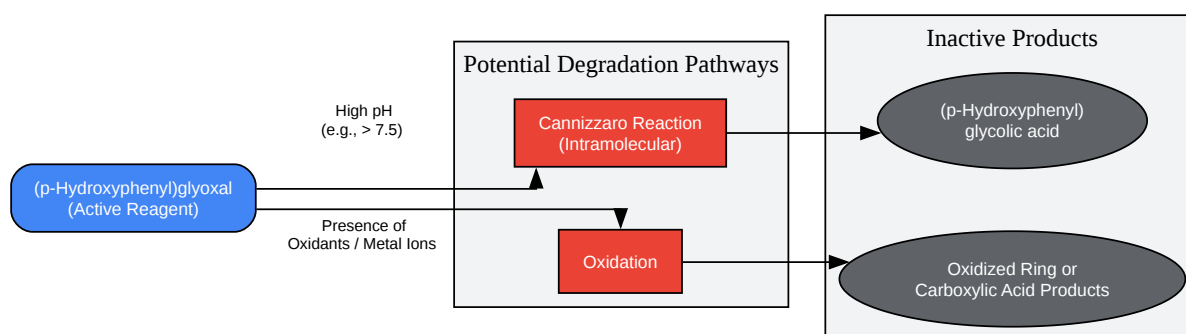 (p-Hydroxyphenyl)glyoxal
(Active Reagent)
High pH
(e.g., > 7.5)
Presence of
Oxidants / Metal Ions
Potential Degradation Pathways
Cannizzaro Reaction
(Intramolecular)
Oxidation
Inactive Products
(p-Hydroxyphenyl)
glycolic acid
Oxidized Ring or
Carboxylic Acid Products